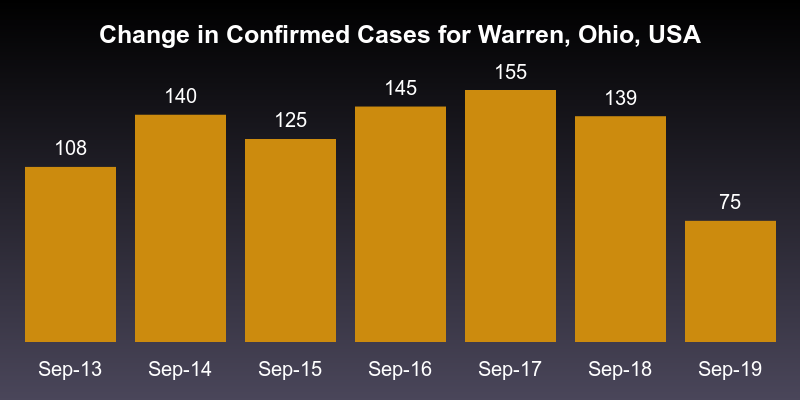 Change in Confirmed Cases for Warren, Ohio, USA
108
140
125
145
155
139
75
Sep-13
Sep-14
Sep-15
Sep-16
Sep-17
Sep-18
Sep-19